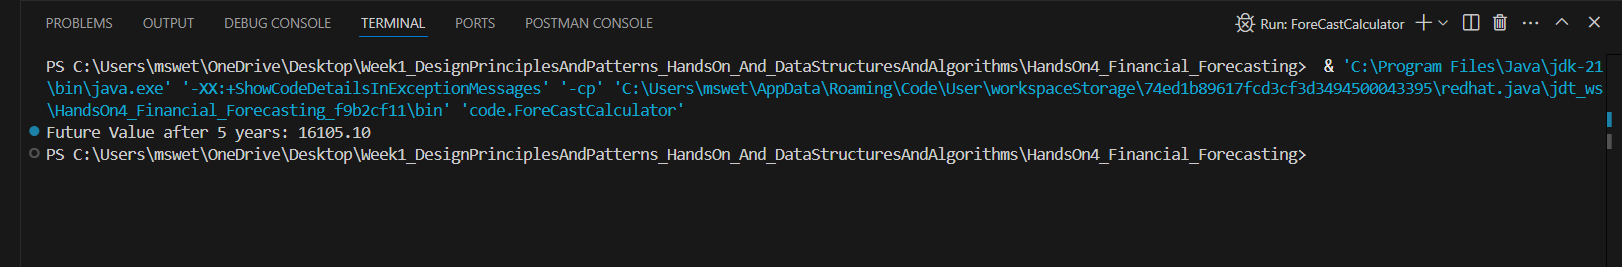 PROBLEMS OUTPUT DEBUG CONSOLE TERMINAL PORTS POSTMAN CONSOLE Run: ForeCastCalculator
PS C:\Users\mswet\OneDrive\Desktop\Week1_DesignPrinciplesAndPatterns_HandsOn_And_DataStructuresAndAlgorithms\HandsOn4_Financial_Forecasting>  & 'C:\Program Files\Java\jdk-21
\bin\java.exe' '-XX:+ShowCodeDetailsInExceptionMessages' '-cp' 'C:\Users\mswet\AppData\Roaming\Code\User\workspaceStorage\74ed1b89617fcd3cf3d3494500043395\redhat.java\jdt_ws
\HandsOn4_Financial_Forecasting_f9b2cf11\bin' 'code.ForeCastCalculator'
Future Value after 5 years: 16105.10
PS C:\Users\mswet\OneDrive\Desktop\Week1_DesignPrinciplesAndPatterns_HandsOn_And_DataStructuresAndAlgorithms\HandsOn4_Financial_Forecasting>